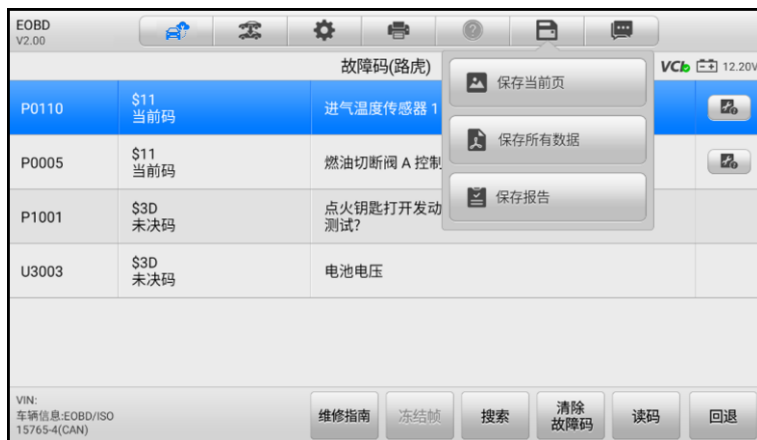 EOBD
V2.00
故障码(路虎)
VCI 12.20V
保存当前页
保存所有数据
保存报告
P0110
$11
当前码
进气温度传感器 1
P0005
$11
当前码
燃油切断阀 A 控制
P1001
$3D
未决码
点火钥匙打开发动
测试?
U3003
$3D
未决码
电池电压
VIN:
车辆信息:EOBD/ISO
15765-4(CAN)
维修指南
冻结帧
搜索
清除
故障码
读码
回退